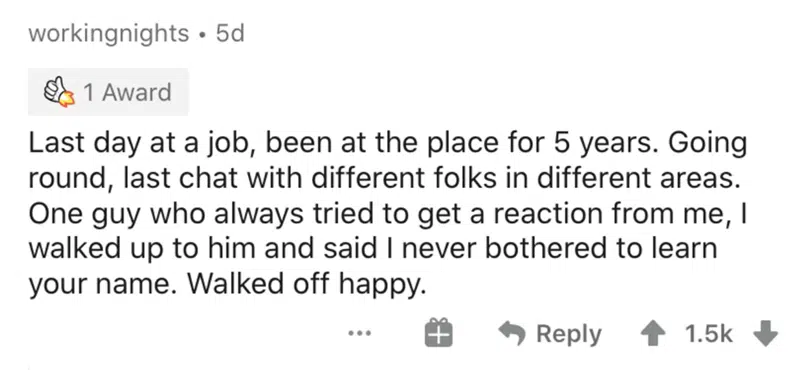 workingnights • 5d
1 Award
Last day at a job, been at the place for 5 years. Going
round, last chat with different folks in different areas.
One guy who always tried to get a reaction from me, I
walked up to him and said I never bothered to learn
your name. Walked off happy.
... Reply 1.5k